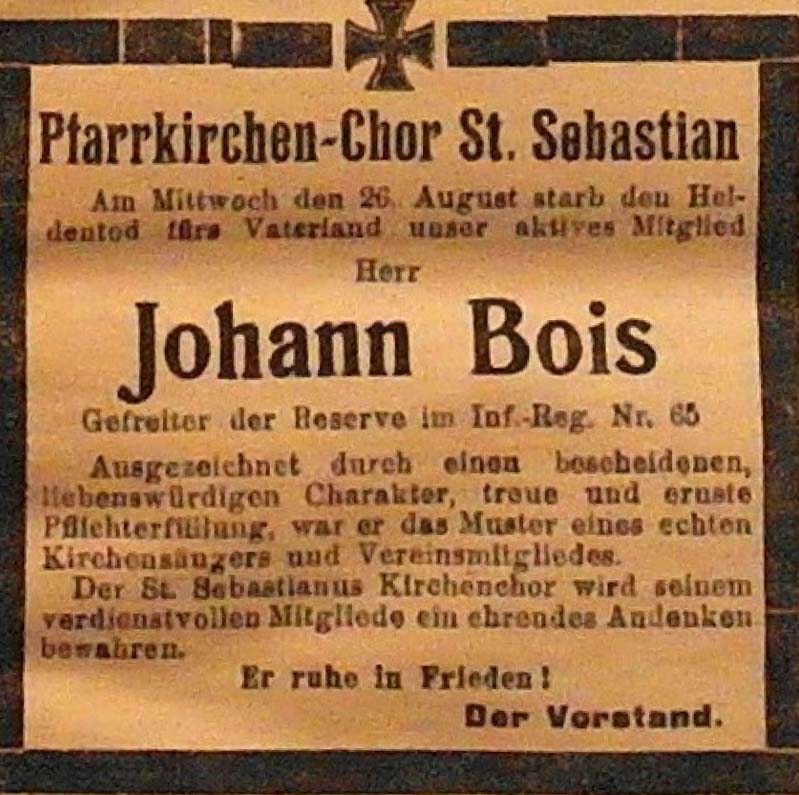 Pfarrkirchen-Chor St. Sebastian
Am Mittwoch den 26. August starb den Hel-
dentod fürs Vaterland unser aktives Mitglied
Herr
Johann Bois
Gefreiter der Reserve im Inf.-Reg. Nr. 65
Ausgezeichnet durch einen bescheidenen,
liebenswürdigen Charakter, treue und ernste
Pflichterfüllung, war er das Muster eines echten
Kirchensängers und Vereinsmitgliedes.
Der St. Sebastianus Kirchenchor wird seinem
verdienstvollen Mitgliede ein ehrendes Andenken
bewahren.
Er ruhe in Frieden!
Der Vorstand.